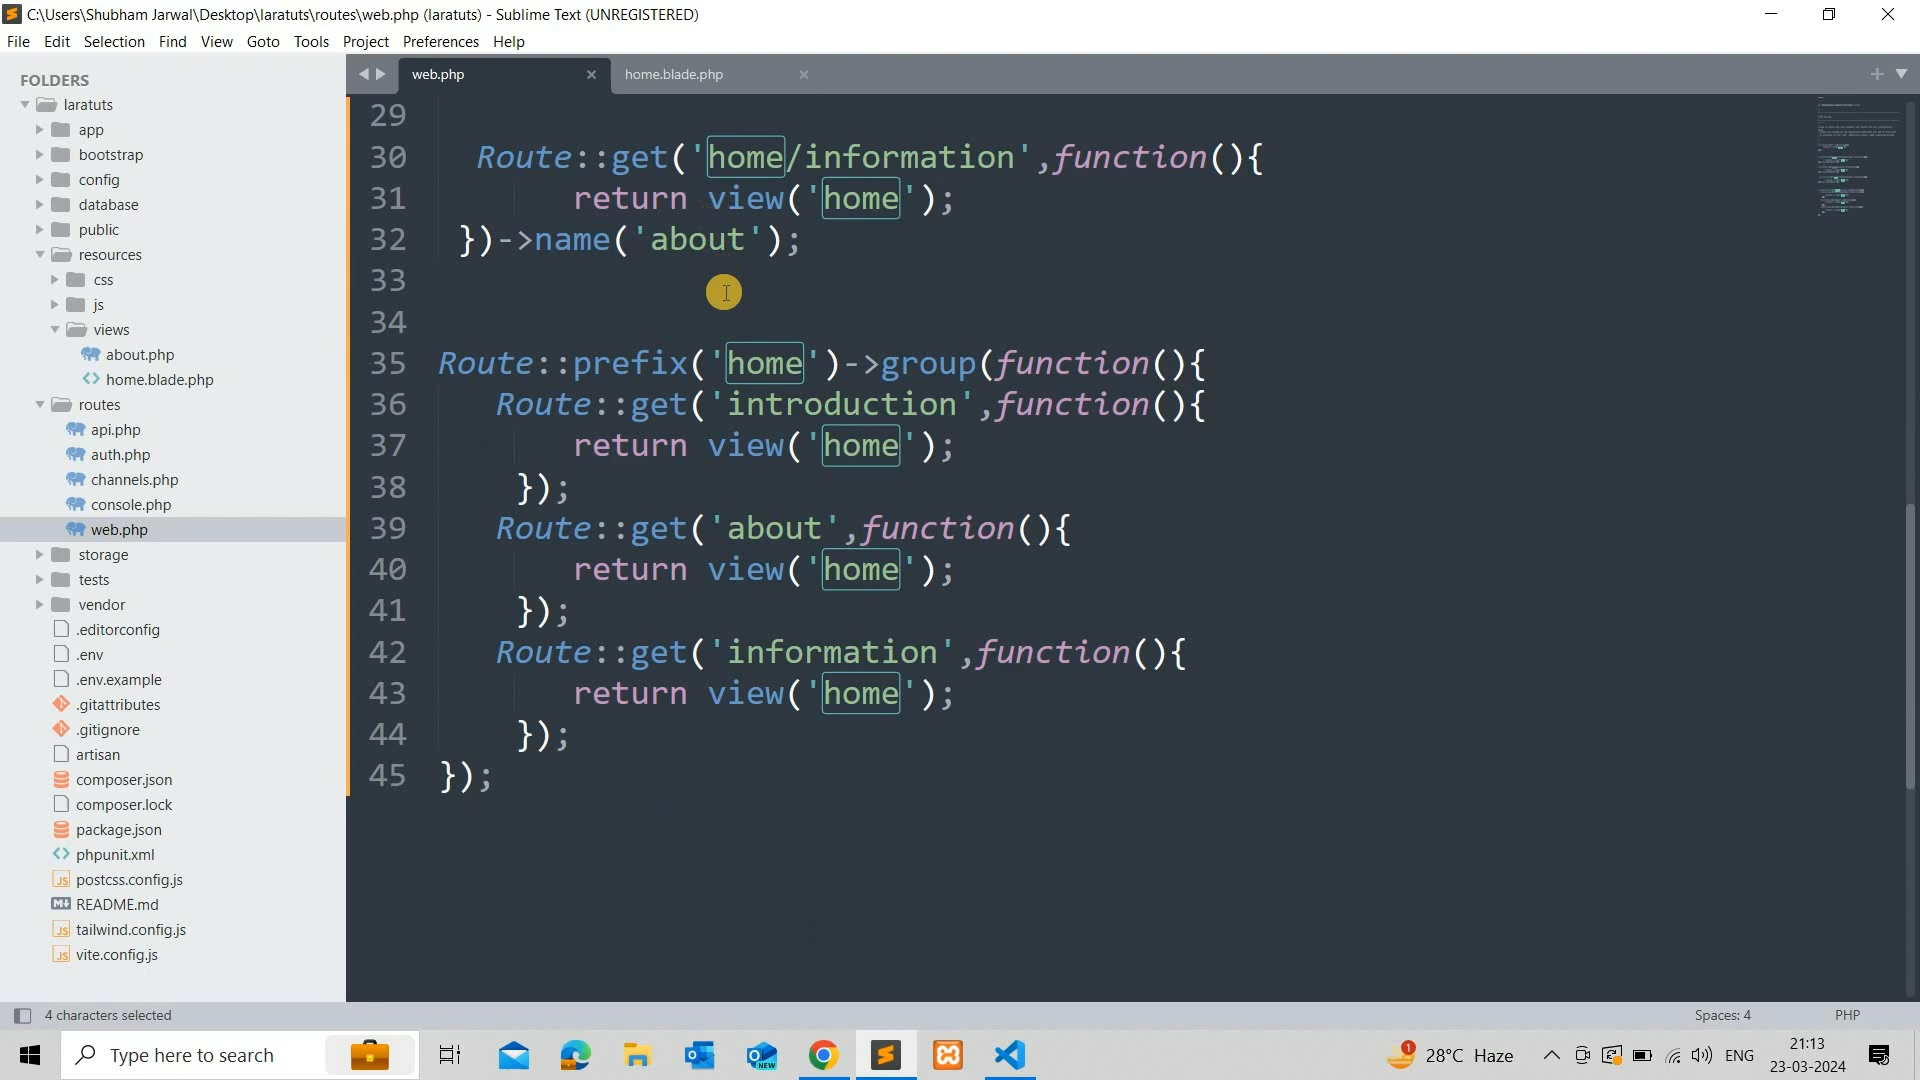 C:\Users\Shubham Jarwal\Desktop\laratuts\routes\web.php (laratuts) - Sublime Text (UNREGISTERED)
File Edit Selection Find View Goto Tools Project Preferences Help
FOLDERS
laratuts
app
bootstrap
config
database
public
resources
css
js
views
about.php
home.blade.php
routes
api.php
auth.php
channels.php
console.php
web.php
storage
tests
vendor
.editorconfig
.env
.env.example
.gitattributes
.gitignore
artisan
composer.json
composer.lock
package.json
phpunit.xml
postcss.config.js
README.md
tailwind.config.js
vite.config.js
web.php home.blade.php
29
30 Route::get('home/information',function(){
31 return view('home');
32 })->name('about');
33
34
35 Route::prefix('home')->group(function(){
36 Route::get('introduction',function(){
37 return view('home');
38 });
39 Route::get('about',function(){
40 return view('home');
41 });
42 Route::get('information',function(){
43 return view('home');
44 });
45 });
4 characters selected Spaces: 4 PHP
Type here to search
NEW
1
28°C Haze
ENG
21:13
23-03-2024